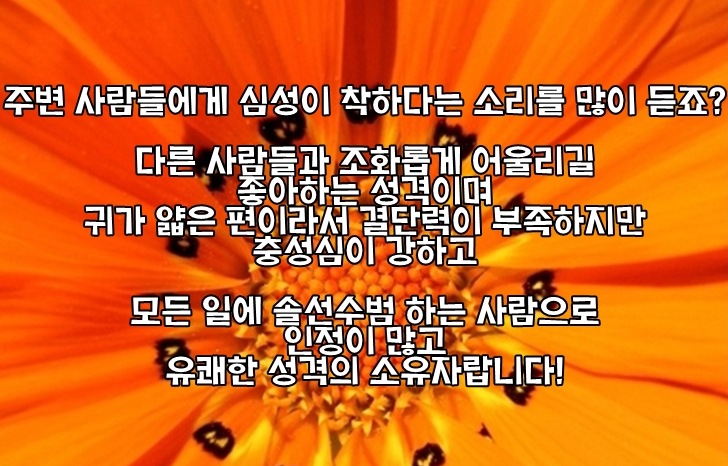 주변 사람들에게 심성이 착하다는 소리를 많이 듣죠?
다른 사람들과 조화롭게 어울리길
좋아하는 성격이며
귀가 얇은 편이라서 결단력이 부족하지만
충성심이 강하고
모든 일에 솔선수범 하는 사람으로
인정이 많고
유쾌한 성격의 소유자랍니다!